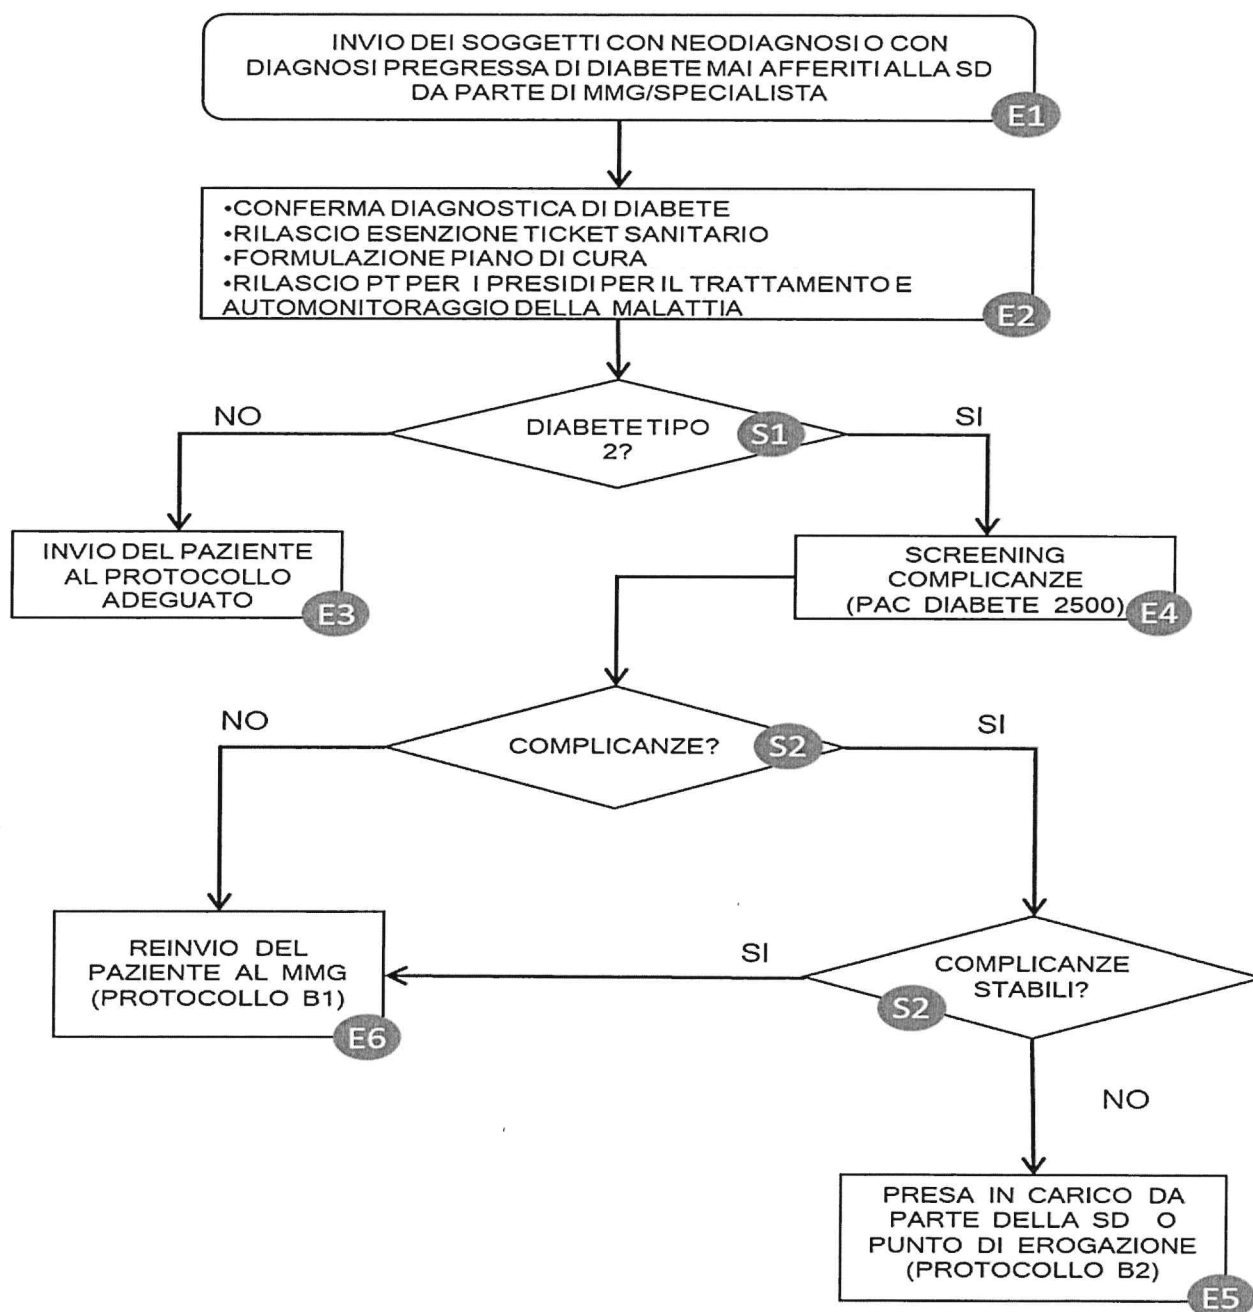 INVIO DEI SOGGETTI CON NEODIAGNOSI O CON
DIAGNOSI PREGRESSA DI DIABETE MAI AFFERITI ALLA SD
DA PARTE DI MMG/SPECIALISTA
E1
•CONFERMA DIAGNOSTICA DI DIABETE
•RILASCIO ESENZIONE TICKET SANITARIO
•FORMULAZIONE PIANO DI CURA
•RILASCIO PT PER I PRESIDI PER IL TRATTAMENTO E
AUTOMONITORAGGIO DELLA MALATTIA
E2
NO
DIABETE TIPO
2?
S1
SI
INVIO DEL PAZIENTE
AL PROTOCOLLO
ADEGUATO
E3
SCREENING
COMPLICANZE
(PAC DIABETE 2500)
E4
NO
COMPLICANZE?
S2
SI
REINVIO DEL
PAZIENTE AL MMG
(PROTOCOLLO B1)
E6
SI
COMPLICANZE
STABILI?
S2
NO
PRESA IN CARICO DA
PARTE DELLA SD O
PUNTO DI EROGAZIONE
(PROTOCOLLO B2)
E5